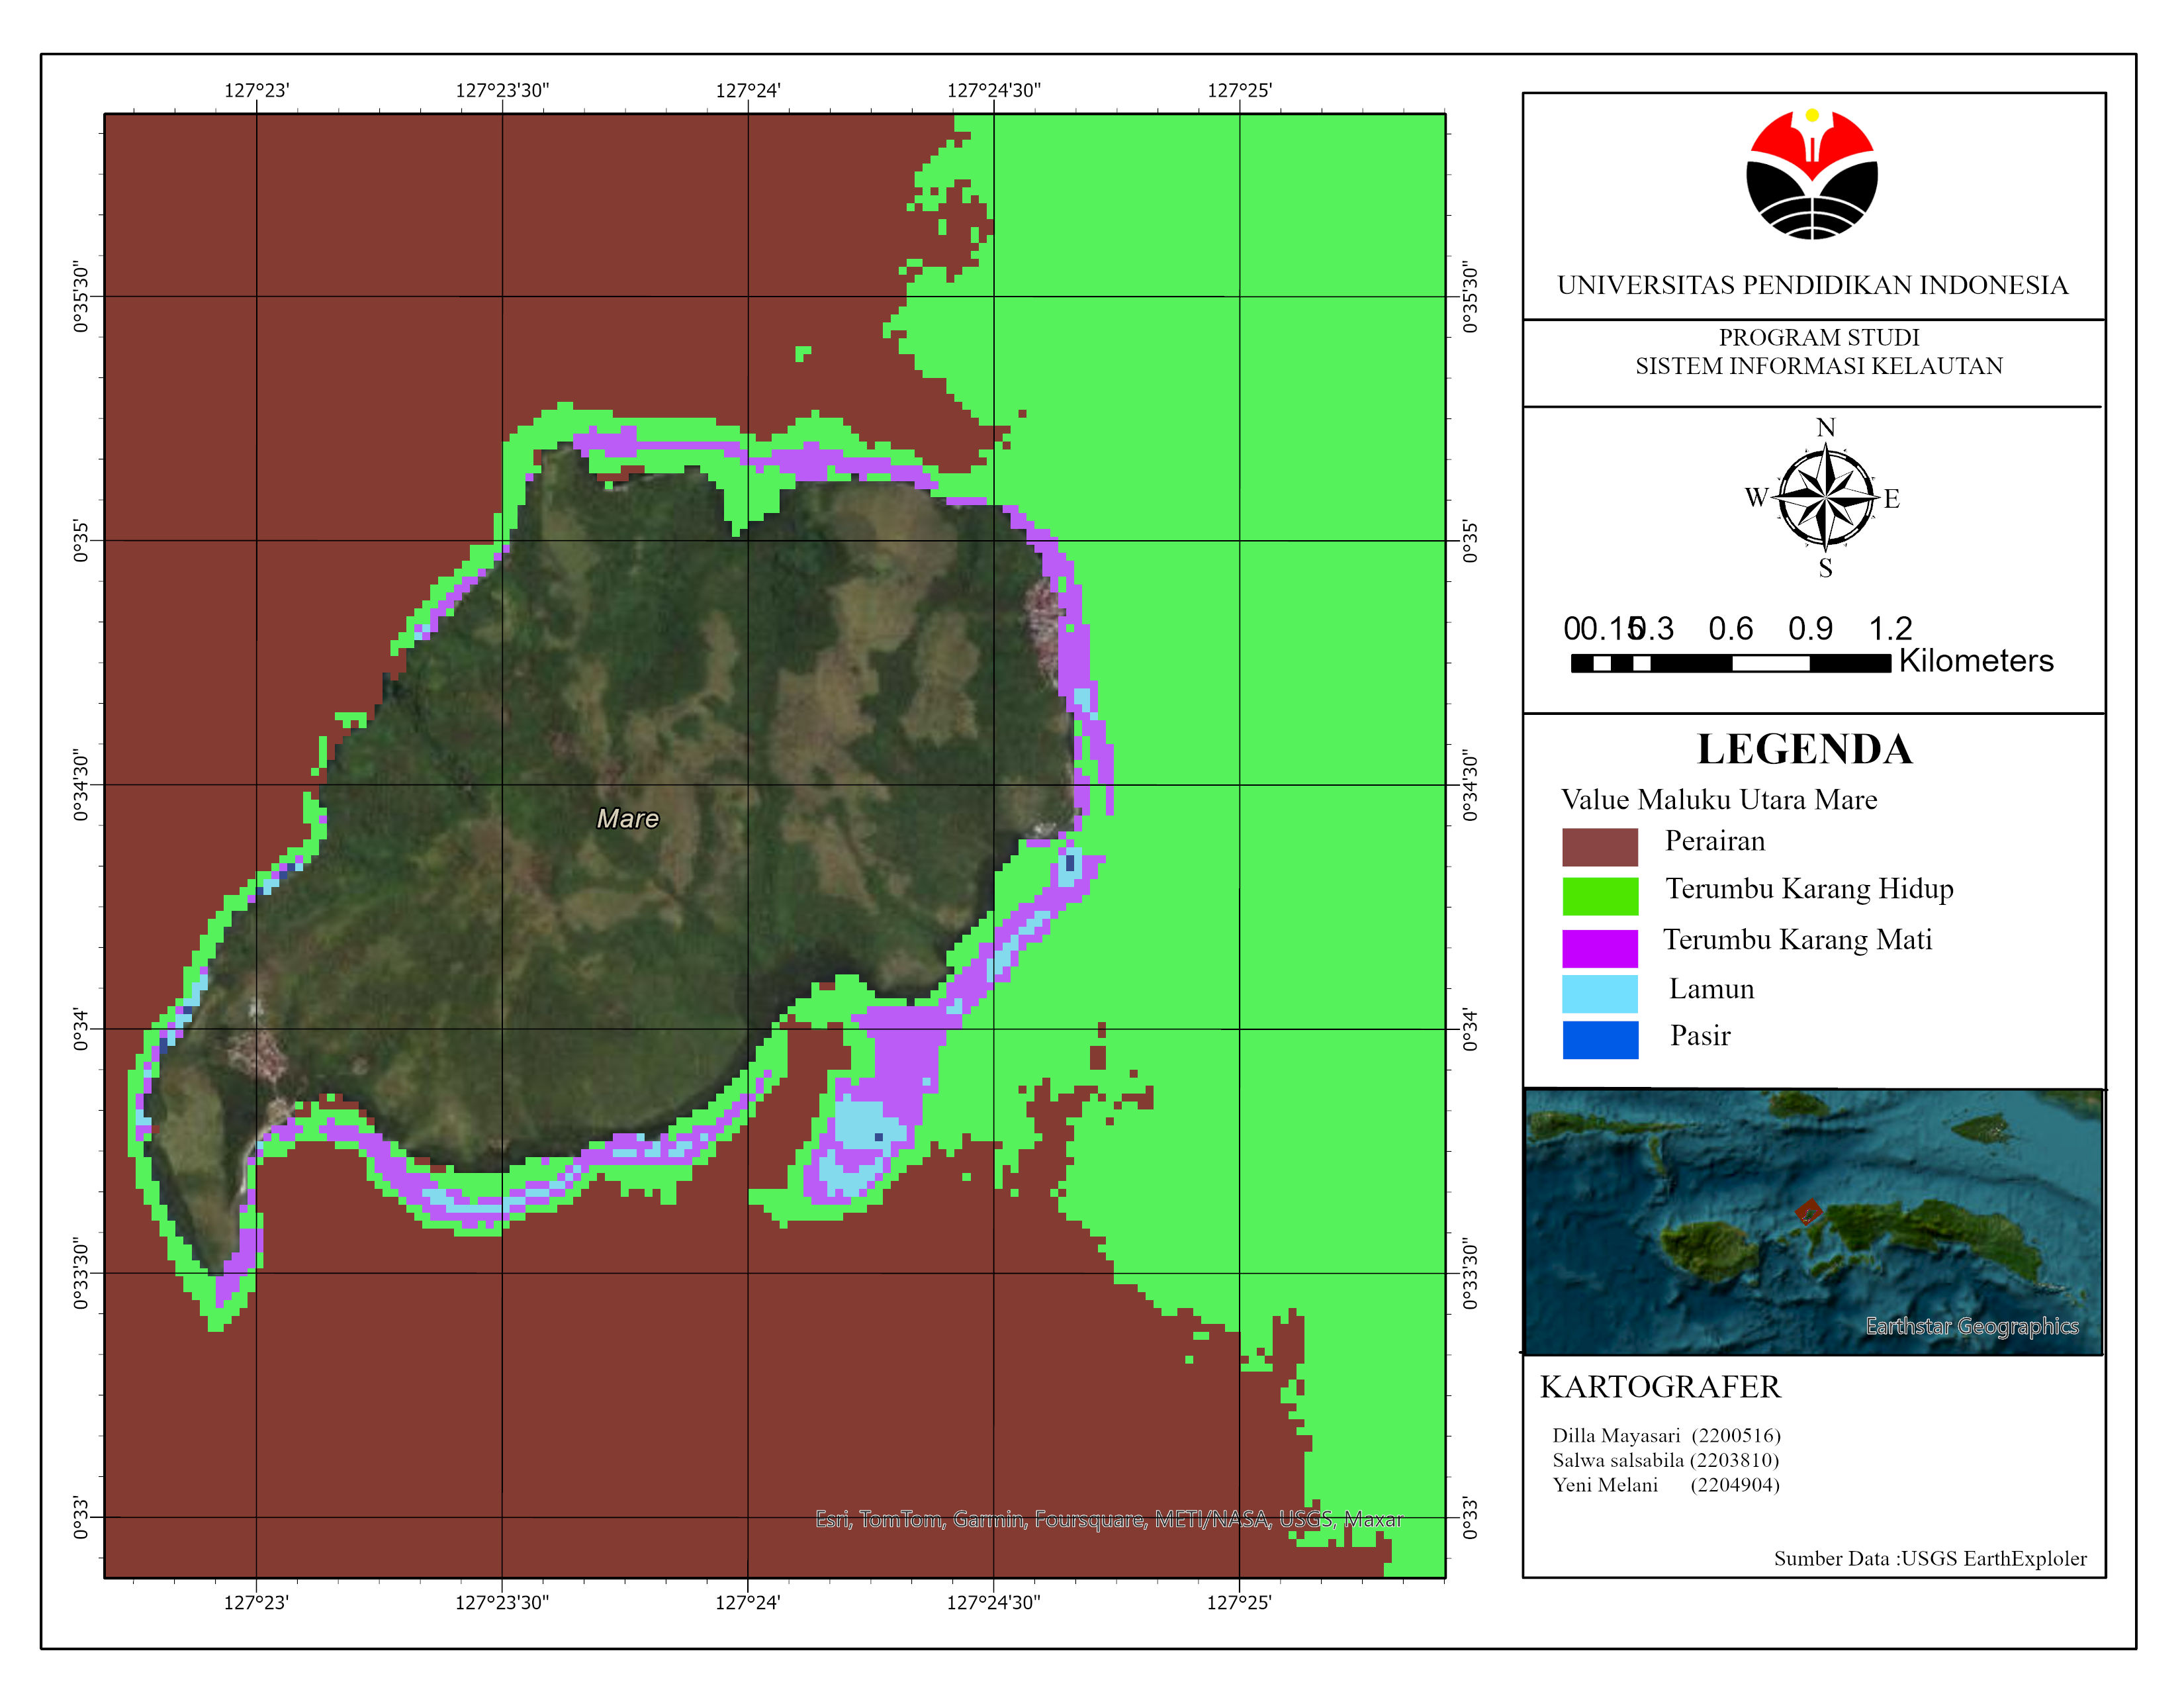 127°23'
127°23'30"
127°24'
127°24'30"
127°25'
0°35'30"
0°35'
0°34'30"
0°34'
0°33'30"
0°33'
Mare
Esri, TomTom, Garmin, Foursquare, METI/NASA, USGS, Maxar
0°35'30"
0°35'
0°34'30"
0°34'
0°33'30"
0°33'
127°23'
127°23'30"
127°24'
127°24'30"
127°25'
UNIVERSITAS PENDIDIKAN INDONESIA
PROGRAM STUDI
SISTEM INFORMASI KELAUTAN
N
W E
S
0 0.15 0.3 0.6 0.9 1.2
Kilometers
LEGENDA
Value Maluku Utara Mare
Perairan
Terumbu Karang Hidup
Terumbu Karang Mati
Lamun
Pasir
Earthstar Geographics
KARTOGRAFER
Dilla Mayasari (2200516)
Salwa salsabila (2203810)
Yeni Melani (2204904)
Sumber Data :USGS EarthExploler